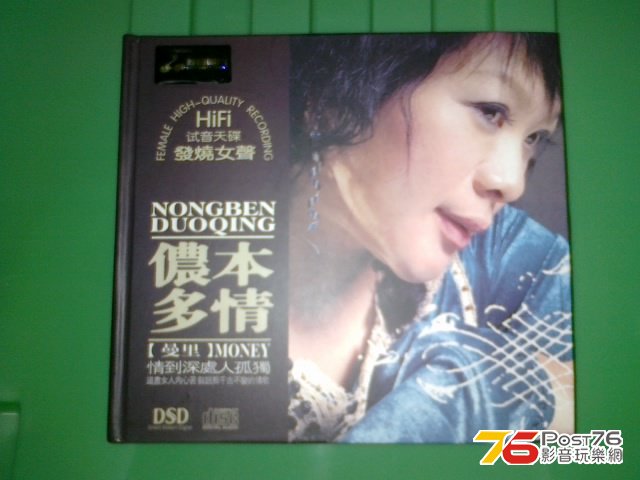 FEMALE HIGH-QUALITY RECORDING
HiFi
试音天碟
發燒女聲
NONGBEN
DUOQING
儂本
多情
【曼里】MONEY
情到深處人孤獨
DSD
76 POST76
影音玩樂網